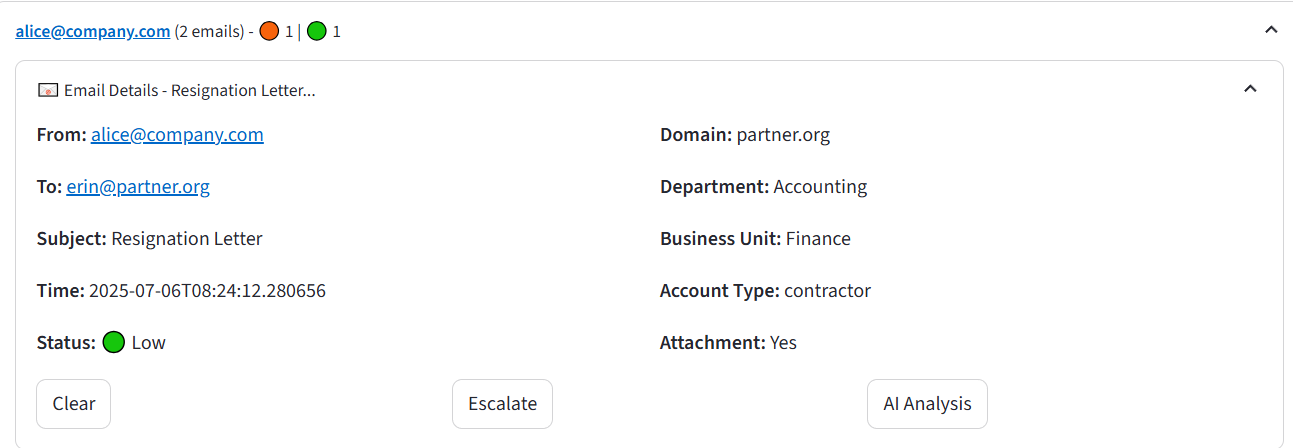 alice@company.com (2 emails) - 1 | 1
Email Details - Resignation Letter...
From: alice@company.com
Domain: partner.org
To: erin@partner.org
Department: Accounting
Subject: Resignation Letter
Business Unit: Finance
Time: 2025-07-06T08:24:12.280656
Account Type: contractor
Status: Low
Attachment: Yes
Clear
Escalate
AI Analysis